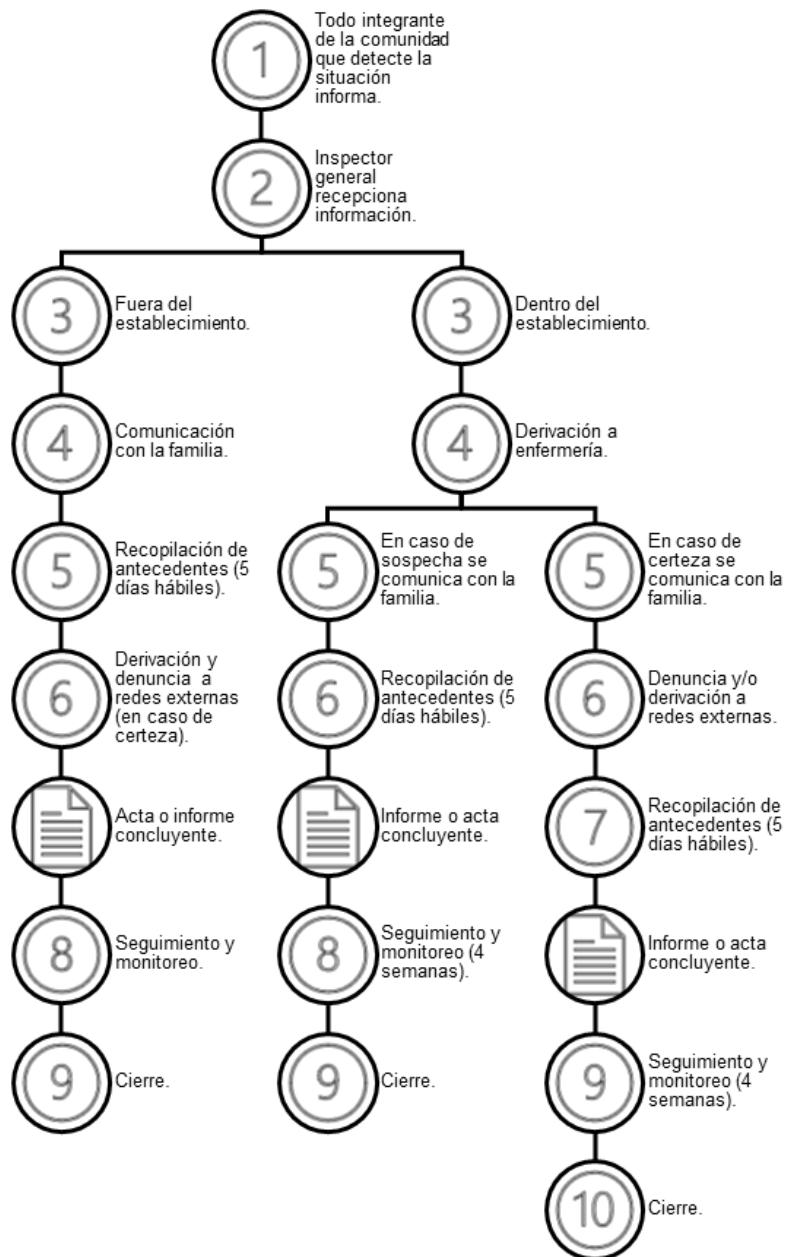 1
Todo integrante
de la comunidad
que detecte la
situación
informa.
2
Inspector
general
recepciona
información.
3
Fuera del
establecimiento.
3
Dentro del
establecimiento.
4
Comunicación
con la familia.
4
Derivación a
enfermería.
5
Recopilación de
antecedentes (5
días hábiles).
5
En caso de
sospecha se
comunica con la
familia.
5
En caso de
certeza se
comunica con la
familia.
6
Derivación y
denuncia a
redes externas
(en caso de
certeza).
6
Recopilación de
antecedentes (5
días hábiles).
6
Denuncia y/o
derivación a
redes externas.
Acta o informe
concluyente.
Informe o acta
concluyente.
7
Recopilación de
antecedentes (5
días hábiles).
8
Seguimiento y
monitoreo.
8
Seguimiento y
monitoreo (4
semanas).
Informe o acta
concluyente.
9
Cierre.
9
Cierre.
9
Seguimiento y
monitoreo (4
semanas).
10
Cierre.